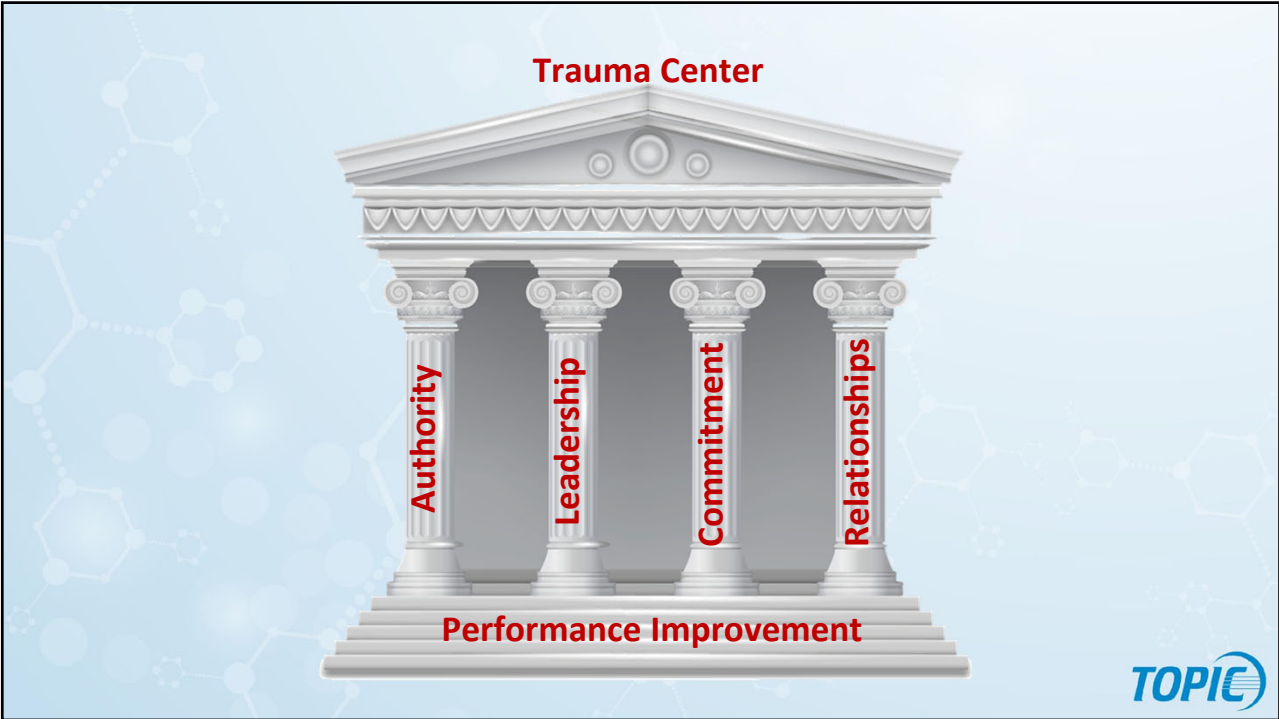 Trauma Center
Authority
Leadership
Commitment
Relationships
Performance Improvement
TOPIC